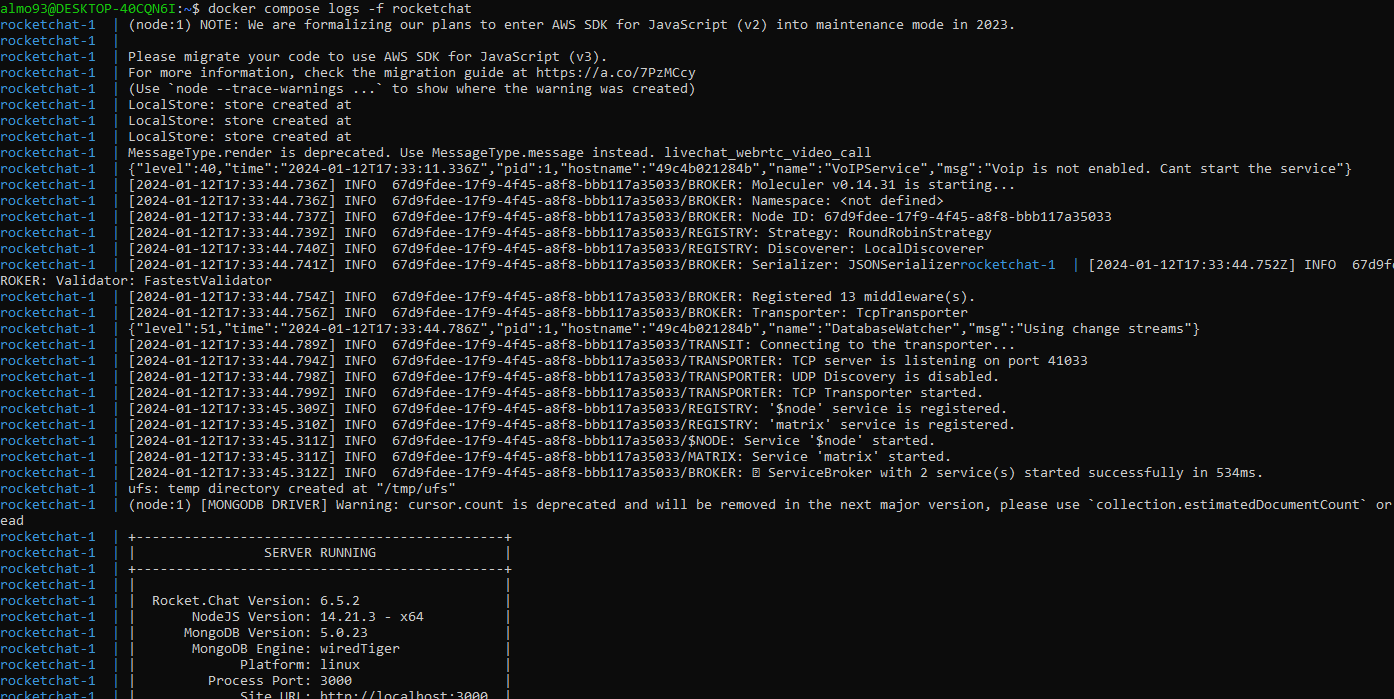 almo93@DESKTOP-40CQN6I:~$ docker compose logs -f rocketchat
rocketchat-1  | (node:1) NOTE: We are formalizing our plans to enter AWS SDK for JavaScript (v2) into maintenance mode in 2023.
rocketchat-1  |
rocketchat-1  | Please migrate your code to use AWS SDK for JavaScript (v3).
rocketchat-1  | For more information, check the migration guide at https://a.co/7PzMCcy
rocketchat-1  | (Use `node --trace-warnings ...` to show where the warning was created)
rocketchat-1  | LocalStore: store created at
rocketchat-1  | LocalStore: store created at
rocketchat-1  | LocalStore: store created at
rocketchat-1  | MessageType.render is deprecated. Use MessageType.message instead. livechat_webrtc_video_call
rocketchat-1  | {"level":40,"time":"2024-01-12T17:33:11.336Z","pid":1,"hostname":"49c4b021284b","name":"VoIPService","msg":"Voip is not enabled. Cant start the service"}
rocketchat-1  | [2024-01-12T17:33:44.736Z] INFO  67d9fdee-17f9-4f45-a8f8-bbb117a35033/BROKER: Moleculer v0.14.31 is starting...
rocketchat-1  | [2024-01-12T17:33:44.736Z] INFO  67d9fdee-17f9-4f45-a8f8-bbb117a35033/BROKER: Namespace: <not defined>
rocketchat-1  | [2024-01-12T17:33:44.737Z] INFO  67d9fdee-17f9-4f45-a8f8-bbb117a35033/BROKER: Node ID: 67d9fdee-17f9-4f45-a8f8-bbb117a35033
rocketchat-1  | [2024-01-12T17:33:44.739Z] INFO  67d9fdee-17f9-4f45-a8f8-bbb117a35033/REGISTRY: Strategy: RoundRobinStrategy
rocketchat-1  | [2024-01-12T17:33:44.740Z] INFO  67d9fdee-17f9-4f45-a8f8-bbb117a35033/REGISTRY: Discoverer: LocalDiscoverer
rocketchat-1  | [2024-01-12T17:33:44.741Z] INFO  67d9fdee-17f9-4f45-a8f8-bbb117a35033/BROKER: Serializer: JSONSerializerrocketchat-1  | [2024-01-12T17:33:44.752Z] INFO  67d9f
ROKER: Validator: FastestValidator
rocketchat-1  | [2024-01-12T17:33:44.754Z] INFO  67d9fdee-17f9-4f45-a8f8-bbb117a35033/BROKER: Registered 13 middleware(s).
rocketchat-1  | [2024-01-12T17:33:44.756Z] INFO  67d9fdee-17f9-4f45-a8f8-bbb117a35033/BROKER: Transporter: TcpTransporter
rocketchat-1  | {"level":51,"time":"2024-01-12T17:33:44.786Z","pid":1,"hostname":"49c4b021284b","name":"DatabaseWatcher","msg":"Using change streams"}
rocketchat-1  | [2024-01-12T17:33:44.789Z] INFO  67d9fdee-17f9-4f45-a8f8-bbb117a35033/TRANSIT: Connecting to the transporter...
rocketchat-1  | [2024-01-12T17:33:44.794Z] INFO  67d9fdee-17f9-4f45-a8f8-bbb117a35033/TRANSPORTER: TCP server is listening on port 41033
rocketchat-1  | [2024-01-12T17:33:44.798Z] INFO  67d9fdee-17f9-4f45-a8f8-bbb117a35033/TRANSPORTER: UDP Discovery is disabled.
rocketchat-1  | [2024-01-12T17:33:44.799Z] INFO  67d9fdee-17f9-4f45-a8f8-bbb117a35033/TRANSPORTER: TCP Transporter started.
rocketchat-1  | [2024-01-12T17:33:45.309Z] INFO  67d9fdee-17f9-4f45-a8f8-bbb117a35033/REGISTRY: '$node' service is registered.
rocketchat-1  | [2024-01-12T17:33:45.310Z] INFO  67d9fdee-17f9-4f45-a8f8-bbb117a35033/REGISTRY: 'matrix' service is registered.
rocketchat-1  | [2024-01-12T17:33:45.311Z] INFO  67d9fdee-17f9-4f45-a8f8-bbb117a35033/$NODE: Service '$node' started.
rocketchat-1  | [2024-01-12T17:33:45.311Z] INFO  67d9fdee-17f9-4f45-a8f8-bbb117a35033/MATRIX: Service 'matrix' started.
rocketchat-1  | [2024-01-12T17:33:45.312Z] INFO  67d9fdee-17f9-4f45-a8f8-bbb117a35033/BROKER: ServiceBroker with 2 service(s) started successfully in 534ms.
rocketchat-1  | ufs: temp directory created at "/tmp/ufs"
rocketchat-1  | (node:1) [MONGODB DRIVER] Warning: cursor.count is deprecated and will be removed in the next major version, please use `collection.estimatedDocumentCount` or
ead
rocketchat-1  | +----------------------------------------------+
rocketchat-1  | |                SERVER RUNNING                |
rocketchat-1  | +----------------------------------------------+
rocketchat-1  | |                                              |
rocketchat-1  | |  Rocket.Chat Version: 6.5.2                  |
rocketchat-1  | |       NodeJS Version: 14.21.3 - x64          |
rocketchat-1  | |      MongoDB Version: 5.0.23                 |
rocketchat-1  | |       MongoDB Engine: wiredTiger             |
rocketchat-1  | |             Platform: linux                  |
rocketchat-1  | |         Process Port: 3000                   |
rocketchat-1  | |             Site URL: http://localhost:3000  |